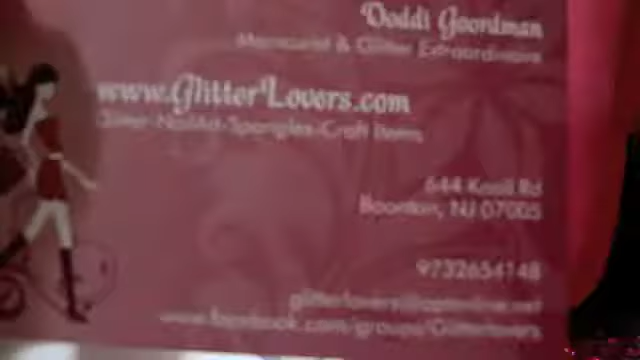 Doddi Goordman
Manicurist & Glitter Extraordinaire
www.GlitterLovers.com
Glitter-NailArt-Spangles-Craft Items
644 Rd
Boonton, NJ 07005
9732654148
www.facebook.com/groups/Glitterlovers